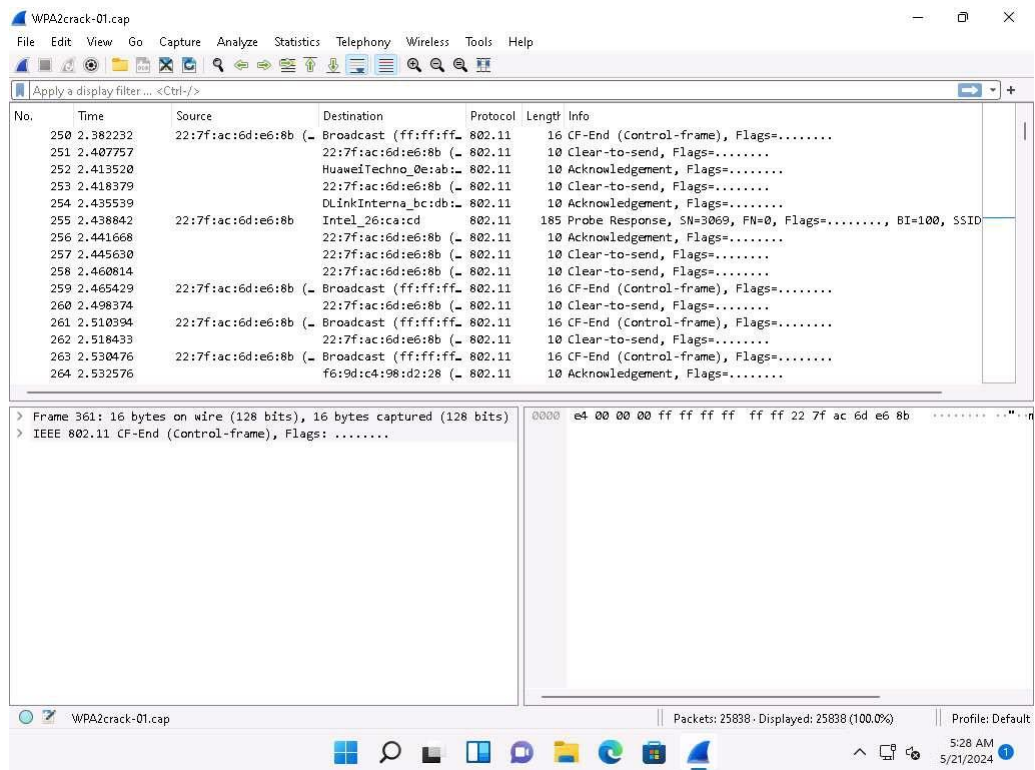 WPA2crack-01.cap
File Edit View Go Capture Analyze Statistics Telephony Wireless Tools Help
Apply a display filter ... <Ctrl-/>
No. Time Source Destination Protocol Length Info
250 2.382232 22:7f:ac:6d:e6:8b (… Broadcast (ff:ff:ff… 802.11 16 CF-End (Control-frame), Flags=........
251 2.407757 22:7f:ac:6d:e6:8b (… 802.11 10 Clear-to-send, Flags=........
252 2.413520 HuaweiTechno_0e:ab:… 802.11 10 Acknowledgement, Flags=........
253 2.418379 22:7f:ac:6d:e6:8b (… 802.11 10 Clear-to-send, Flags=........
254 2.435539 DLinkInterna_bc:db:… 802.11 10 Acknowledgement, Flags=........
255 2.438842 22:7f:ac:6d:e6:8b Intel_26:ca:cd 802.11 185 Probe Response, SN=3069, FN=0, Flags=........, BI=100, SSID
256 2.441668 22:7f:ac:6d:e6:8b (… 802.11 10 Acknowledgement, Flags=........
257 2.445630 22:7f:ac:6d:e6:8b (… 802.11 10 Clear-to-send, Flags=........
258 2.460814 22:7f:ac:6d:e6:8b (… 802.11 10 Clear-to-send, Flags=........
259 2.465429 22:7f:ac:6d:e6:8b (… Broadcast (ff:ff:ff… 802.11 16 CF-End (Control-frame), Flags=........
260 2.498374 22:7f:ac:6d:e6:8b (… 802.11 10 Clear-to-send, Flags=........
261 2.510394 22:7f:ac:6d:e6:8b (… Broadcast (ff:ff:ff… 802.11 16 CF-End (Control-frame), Flags=........
262 2.518433 22:7f:ac:6d:e6:8b (… 802.11 10 Clear-to-send, Flags=........
263 2.530476 22:7f:ac:6d:e6:8b (… Broadcast (ff:ff:ff… 802.11 16 CF-End (Control-frame), Flags=........
264 2.532576 f6:9d:c4:98:d2:28 (… 802.11 10 Acknowledgement, Flags=........
> Frame 361: 16 bytes on wire (128 bits), 16 bytes captured (128 bits)
> IEEE 802.11 CF-End (Control-frame), Flags: ........
0000 e4 00 00 00 ff ff ff ff ff ff 22 7f ac 6d e6 8b ········ ··"··m
WPA2crack-01.cap Packets: 25838 · Displayed: 25838 (100.0%) Profile: Default
5:28 AM
5/21/2024 1